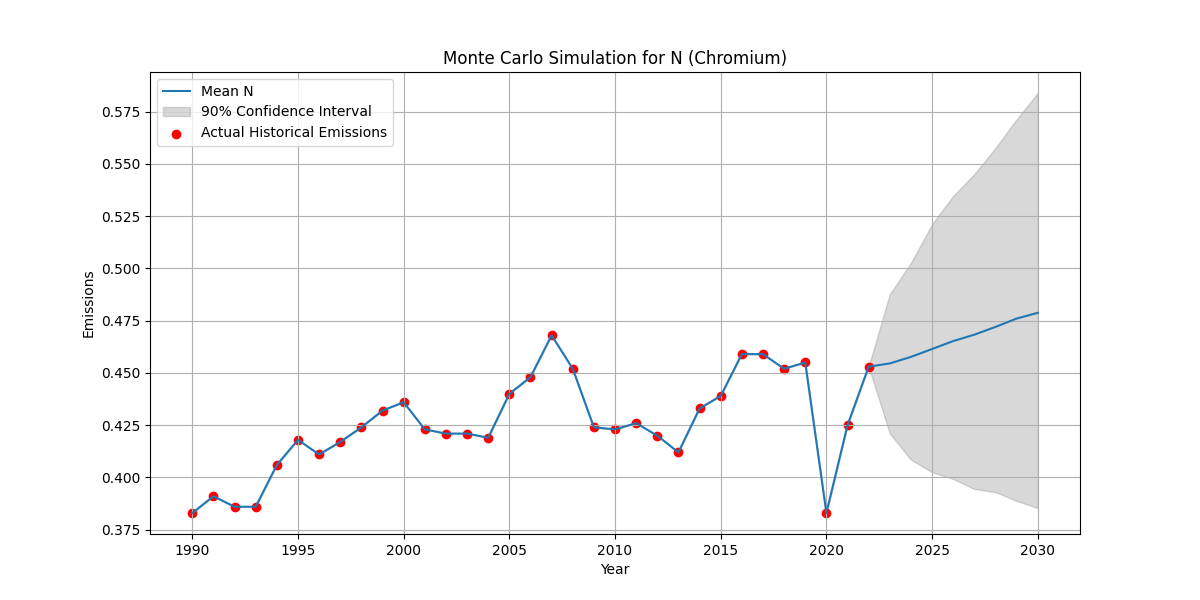 Monte Carlo Simulation for N (Chromium)
Mean N
90% Confidence Interval
Actual Historical Emissions
Emissions
0.575
0.550
0.525
0.500
0.475
0.450
0.425
0.400
0.375
1990 1995 2000 2005 2010 2015 2020 2025 2030
Year